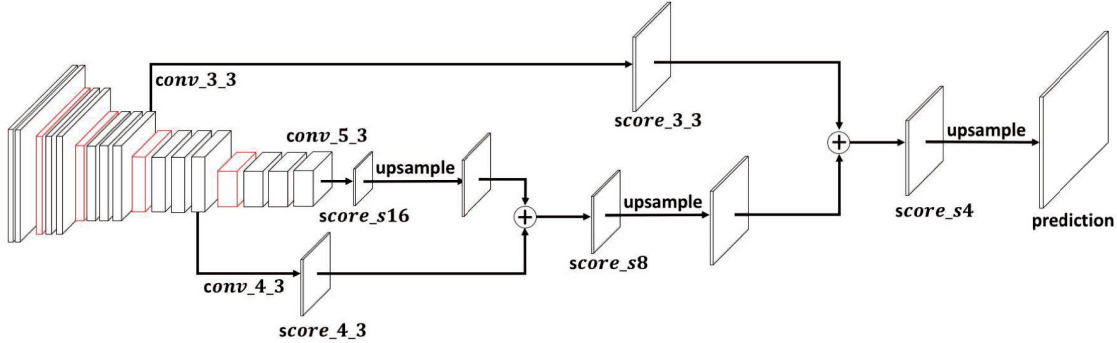 conv_3_3
score_3_3
conv_5_3
upsample
score_s16
conv_4_3
score_4_3
upsample
score_s8
upsample
score_s4
prediction